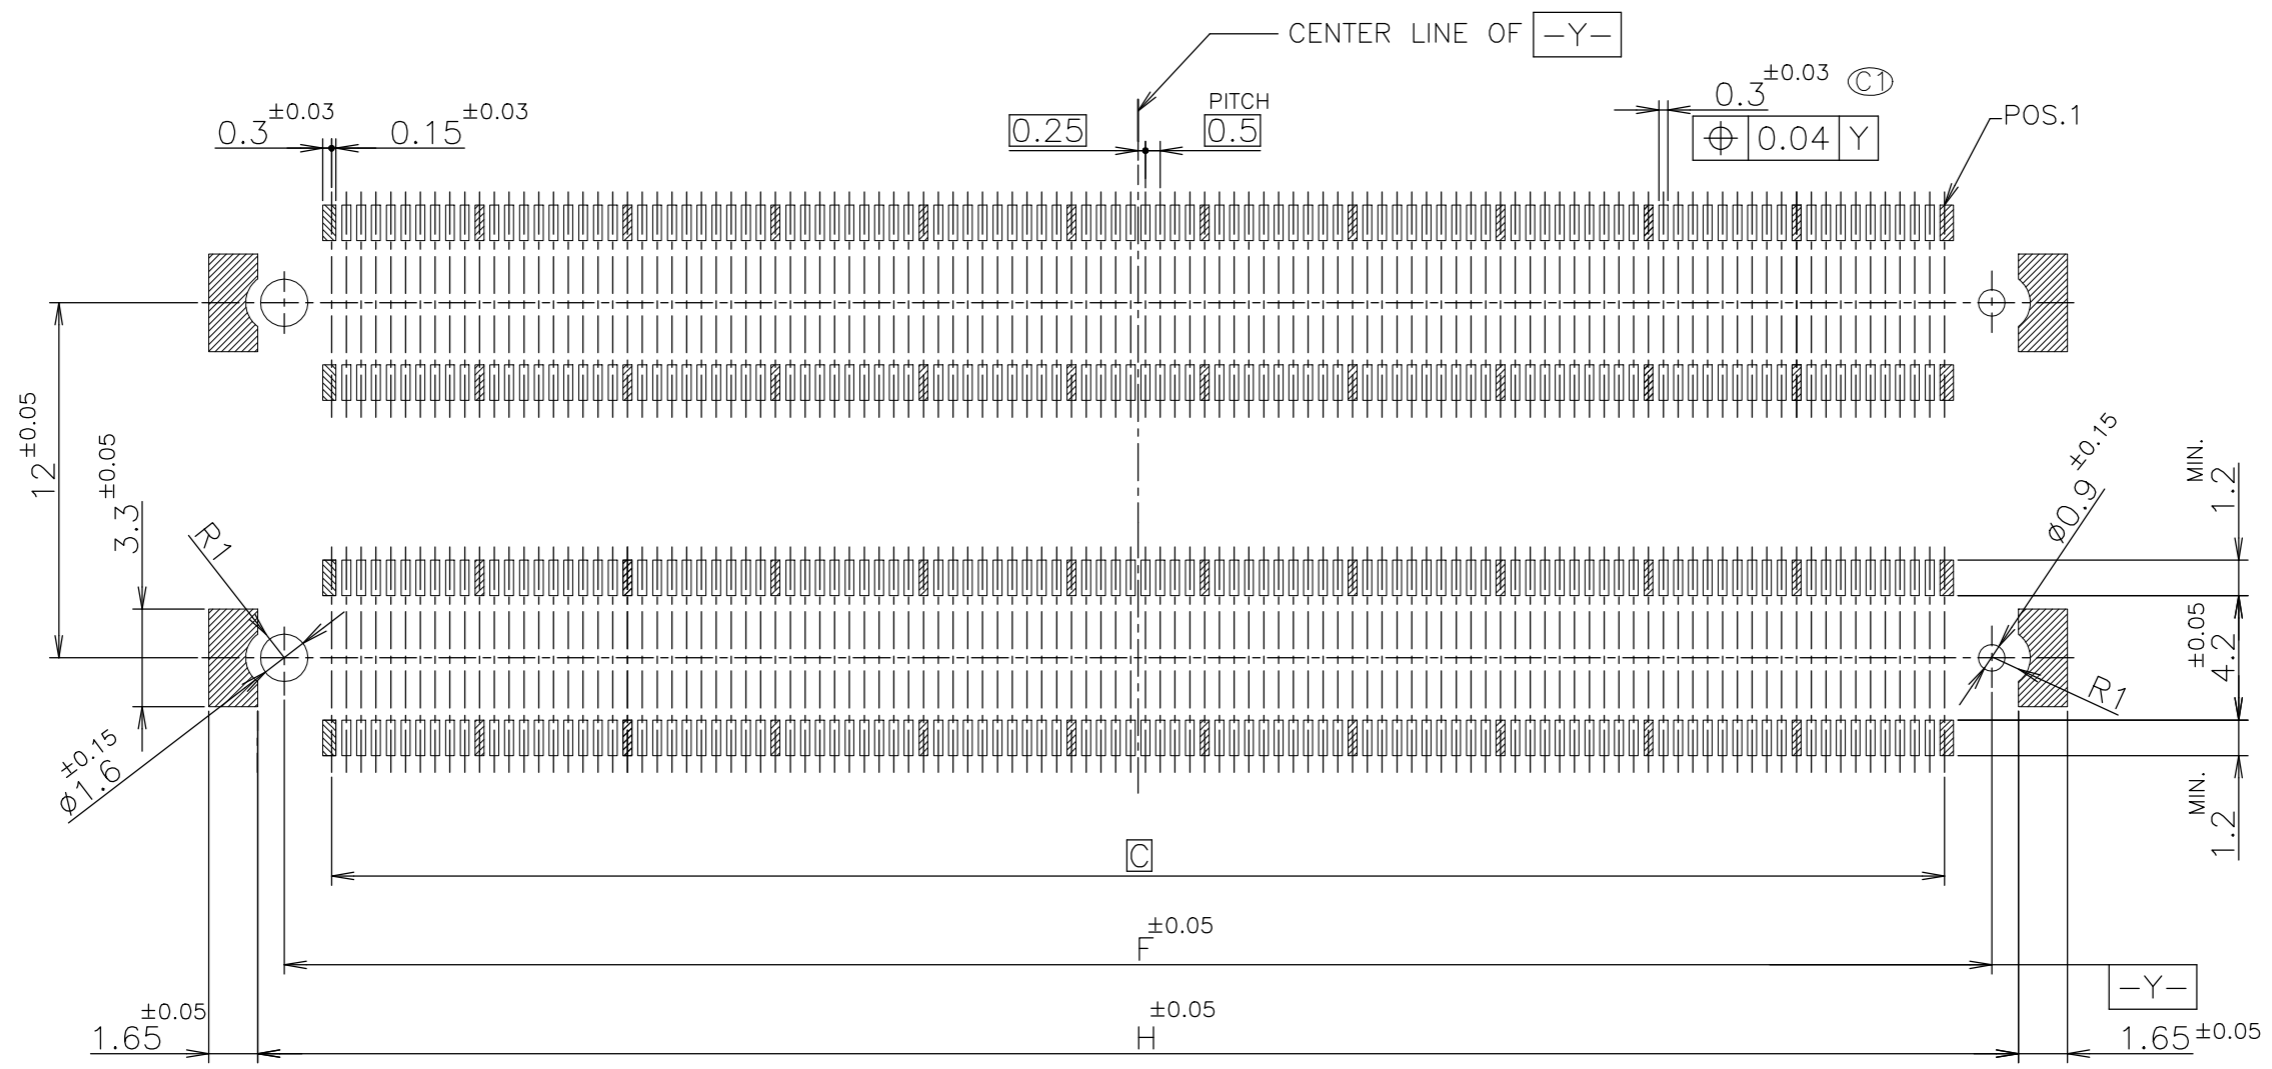 CENTER LINE OF -Y-
0.3±0.03
0.15±0.03
0.25
PITCH
0.5
0.3±0.03 C1
⌖ 0.04 Y
POS.1
12±0.05
3.3±0.05
R1
Ø1.6±0.15
Ø0.9±0.15
R1
1.2 MIN.
4.2±0.05
1.2 MIN.
C
F±0.05
-Y-
1.65±0.05
H±0.05
1.65±0.05